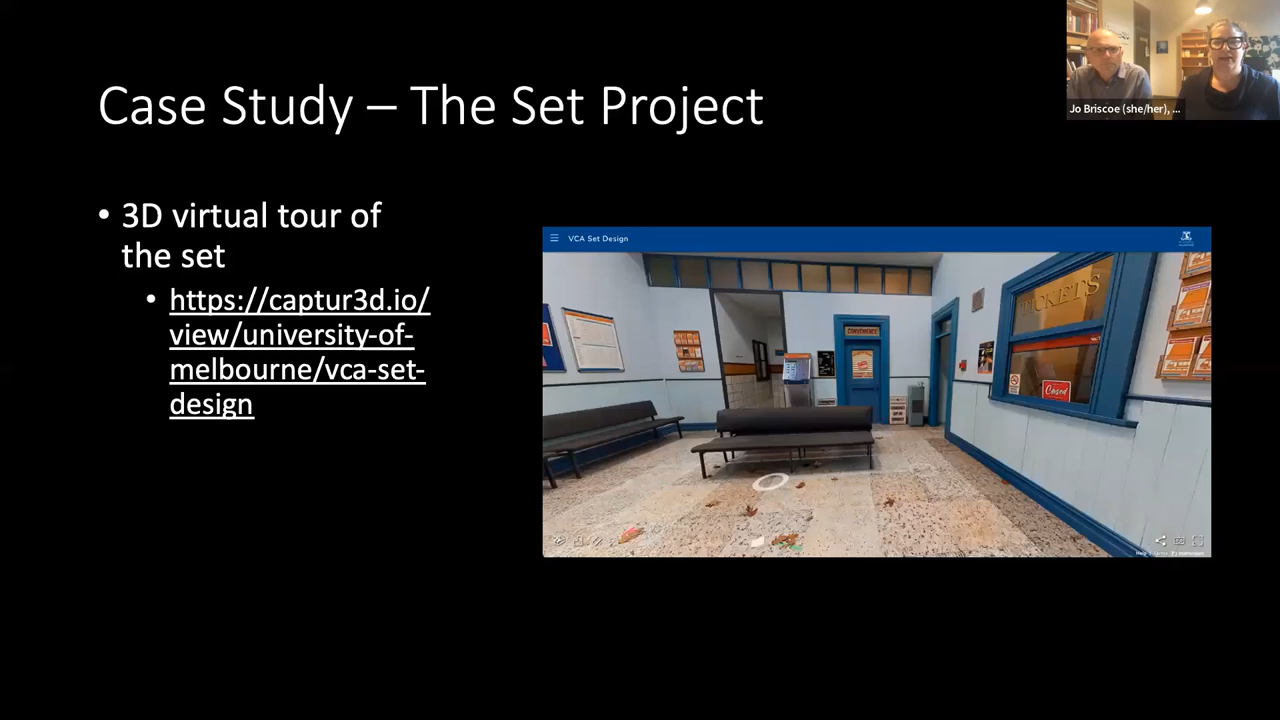 Case Study – The Set Project
Jo Briscoe (she/her), ...
• 3D virtual tour of
the set
• https://captur3d.io/
view/university-of-
melbourne/vca-set-
design
VCA Set Design
TICKETS
CONVENIENCE
Closed